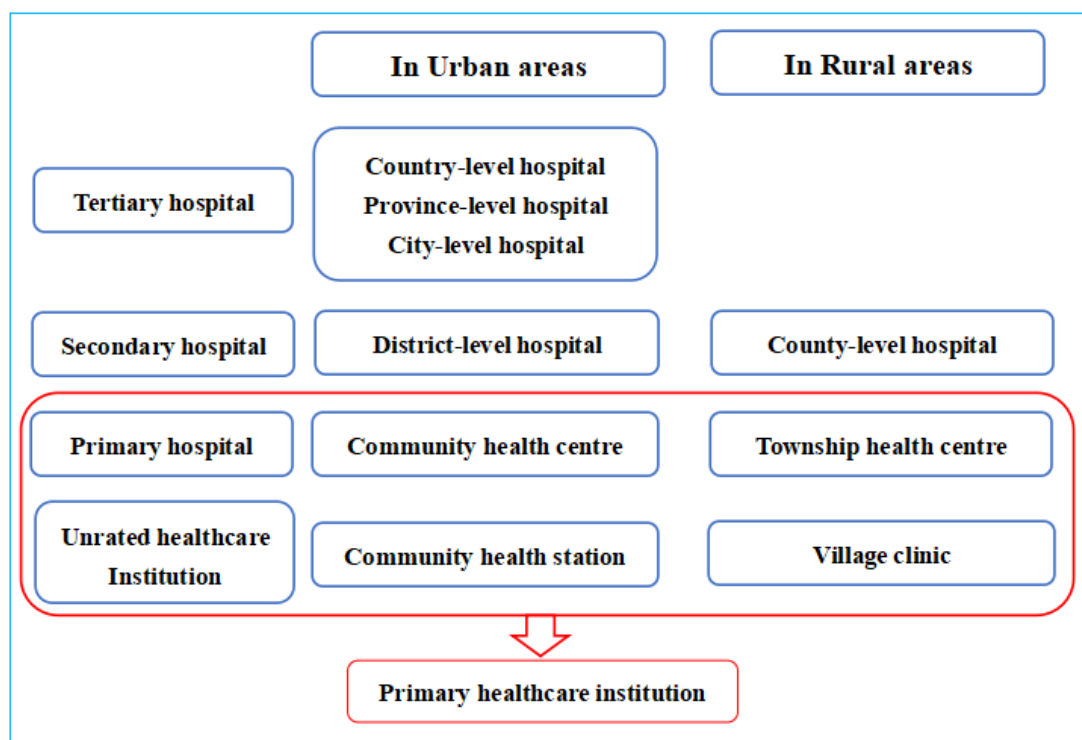 In Urban areas
In Rural areas
Tertiary hospital
Country-level hospital
Province-level hospital
City-level hospital
Secondary hospital
District-level hospital
County-level hospital
Primary hospital
Community health centre
Township health centre
Unrated healthcare
Institution
Community health station
Village clinic
Primary healthcare institution